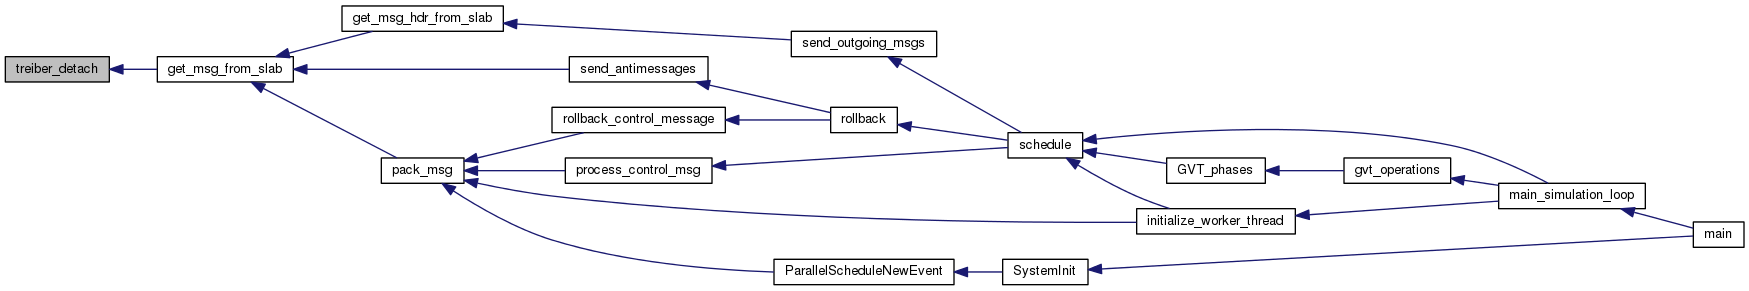 get_msg_hdr_from_slab
send_outgoing_msgs
treiber_detach
get_msg_from_slab
send_antimessages
rollback_control_message
rollback
schedule
pack_msg
process_control_msg
GVT_phases
gvt_operations
main_simulation_loop
initialize_worker_thread
main
ParallelScheduleNewEvent
SystemInit